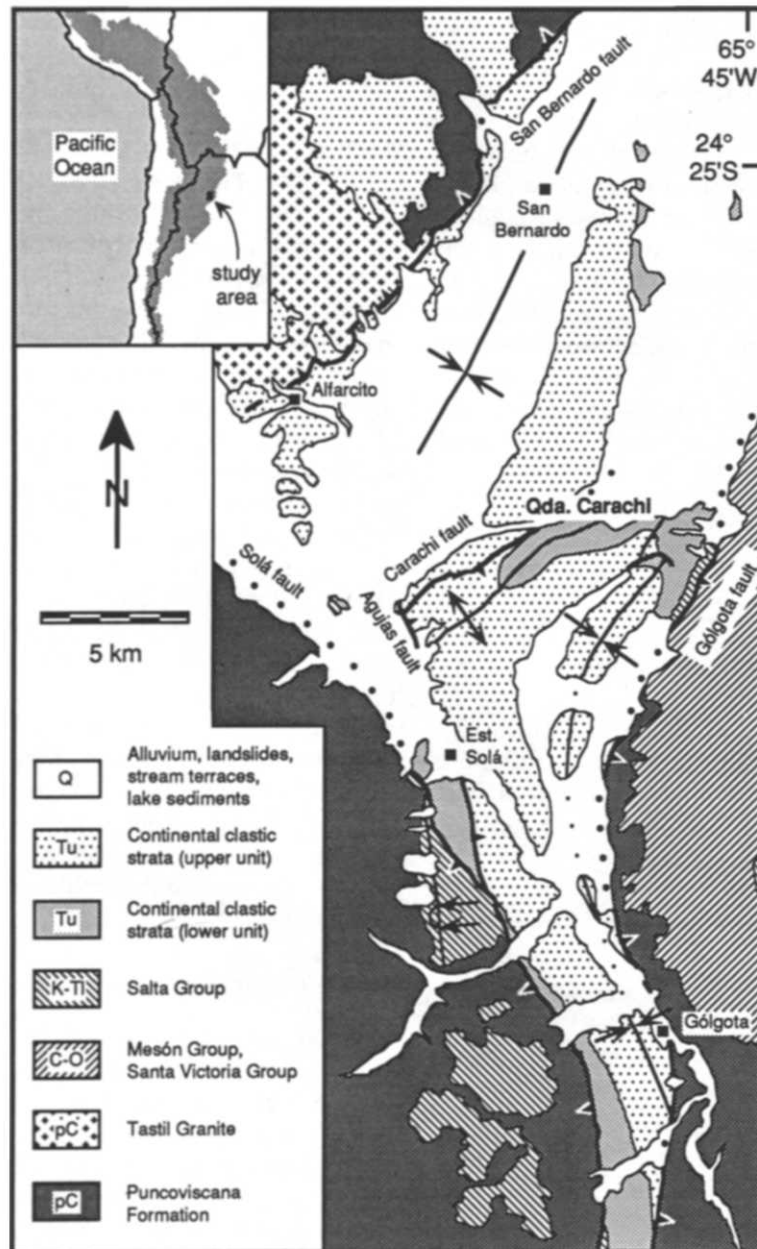 Pacific
Ocean
study
area
65°
45'W
24°
25'S
San Bernardo fault
San
Bernardo
Alfarcito
N
5 km
Qda. Carachi
Carachi fault
Solá fault
Agujas fault
Gólgota fault
Est.
Solá
Gólgota
Q
Alluvium, landslides,
stream terraces,
lake sediments
Tu
Continental clastic
strata (upper unit)
Tu
Continental clastic
strata (lower unit)
K-Tl
Salta Group
C-O
Mesón Group,
Santa Victoria Group
pC
Tastil Granite
pC
Puncoviscana
Formation